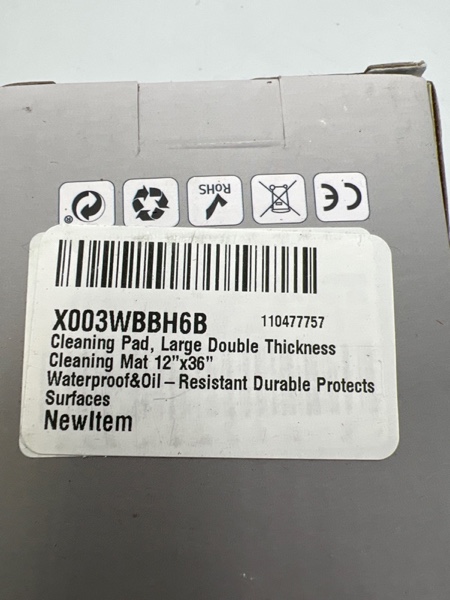 RoHS
CE
®
X003WBBH6B 110477757
Cleaning Pad, Large Double Thickness
Cleaning Mat 12"x36"
Waterproof&Oil–Resistant Durable Protects
Surfaces
NewItem